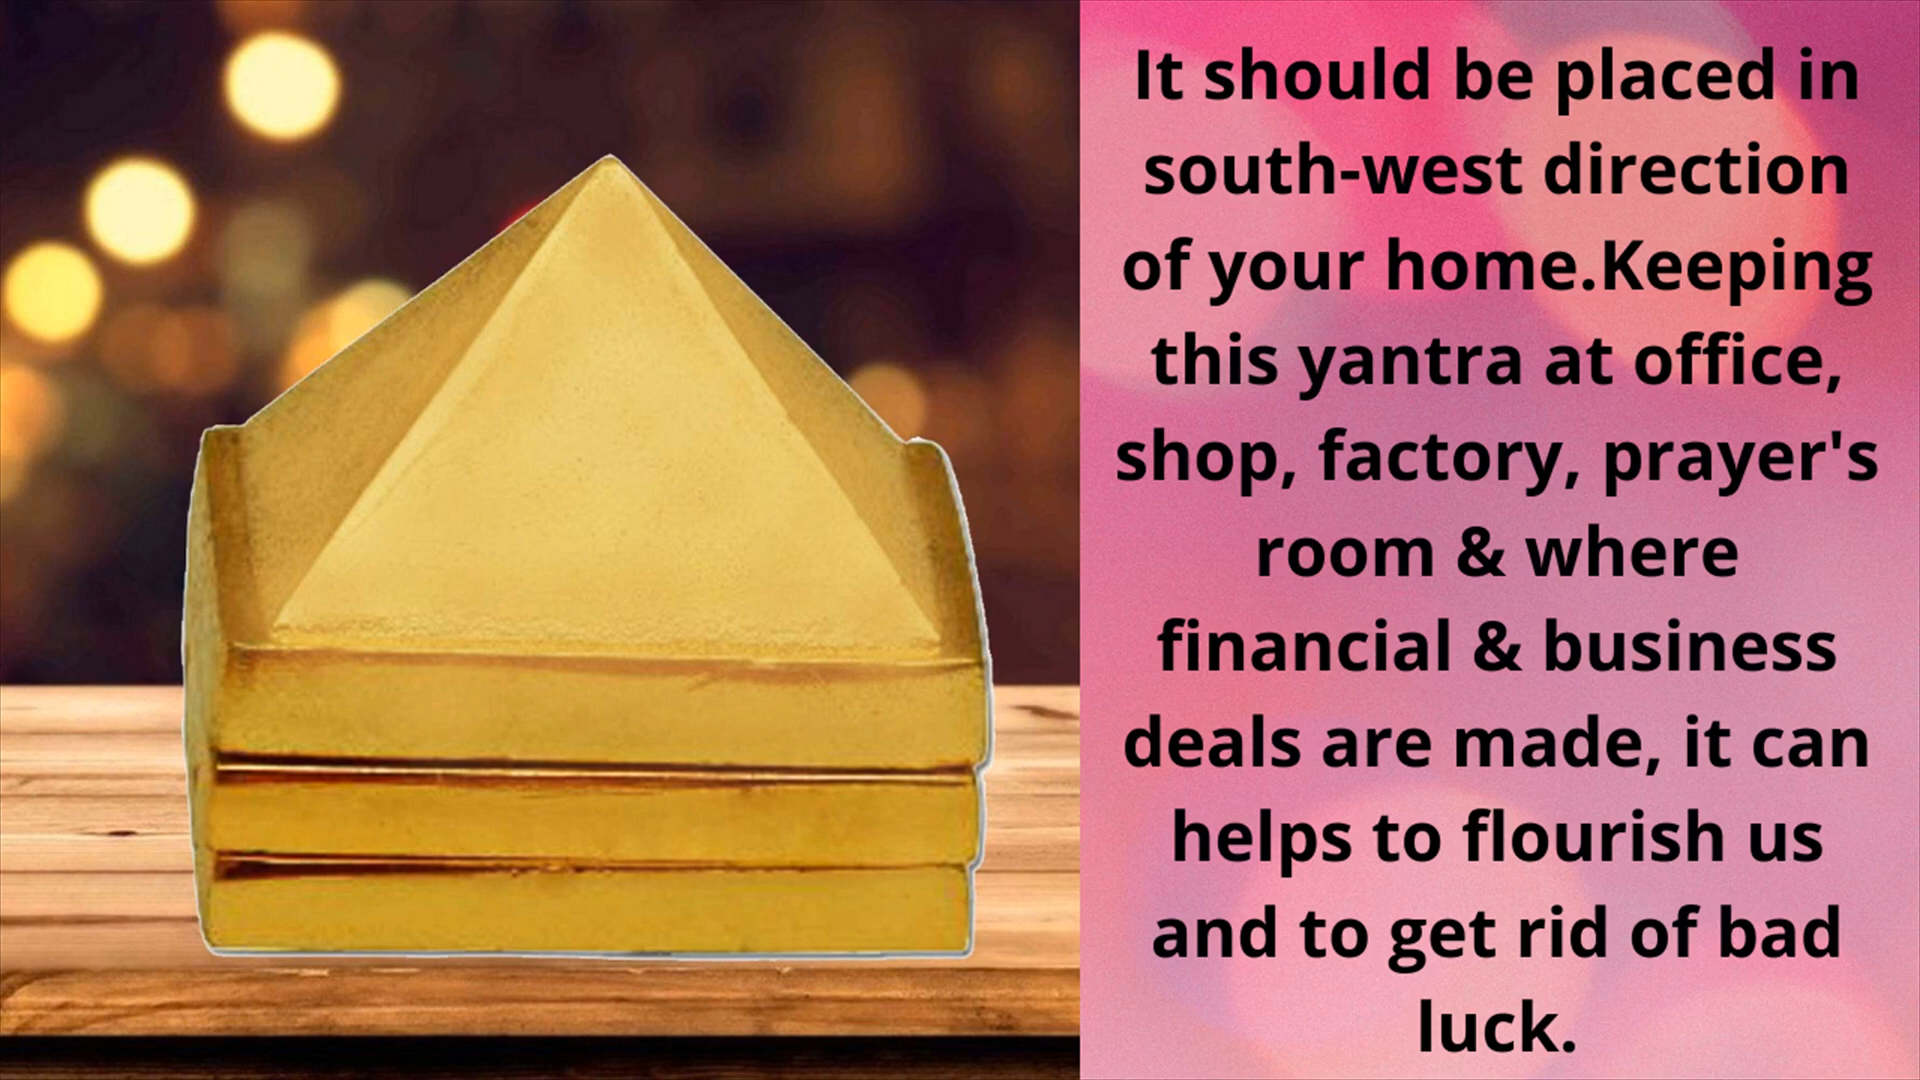 It should be placed in
south-west direction
of your home.Keeping
this yantra at office,
shop, factory, prayer's
room & where
financial & business
deals are made, it can
helps to flourish us
and to get rid of bad
luck.